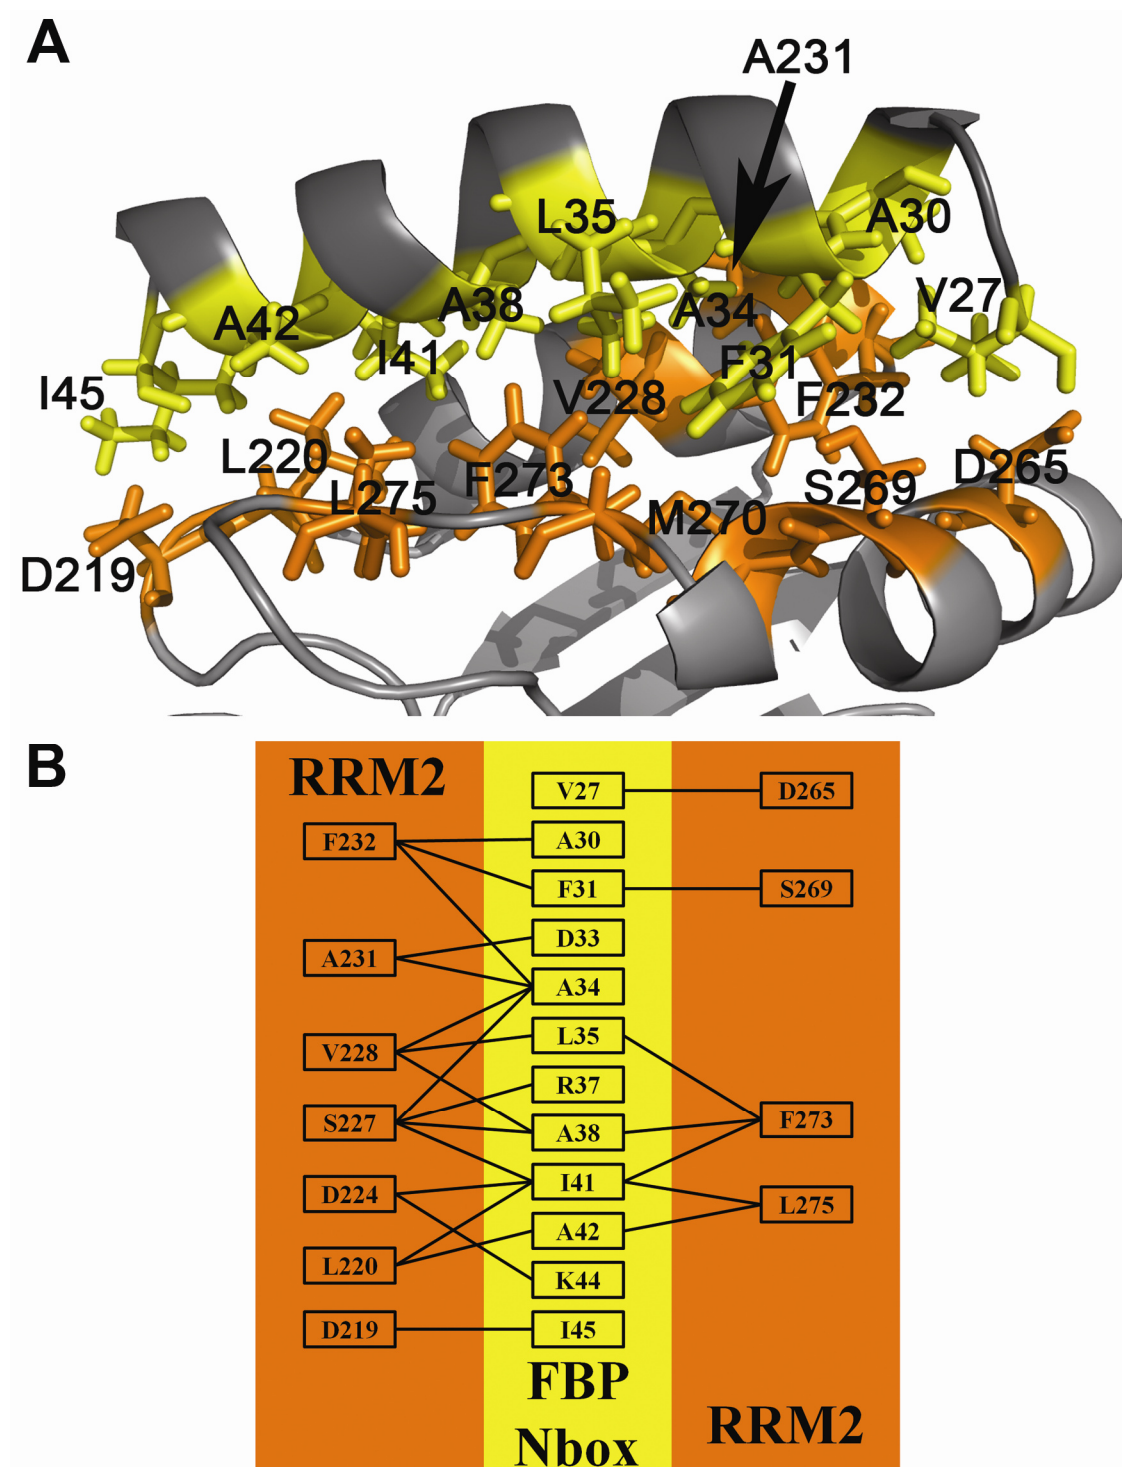 A
A231
L35
A30
V27
A38
A34
A42
I41
F31
I45
V228
F232
L220
F273
D265
L275
S269
M270
D219
B
RRM2
V27
D265
F232
A30
F31
S269
D33
A231
A34
L35
V228
R37
S227
A38
F273
I41
D224
L275
A42
L220
K44
D219
I45
FBP
Nbox
RRM2